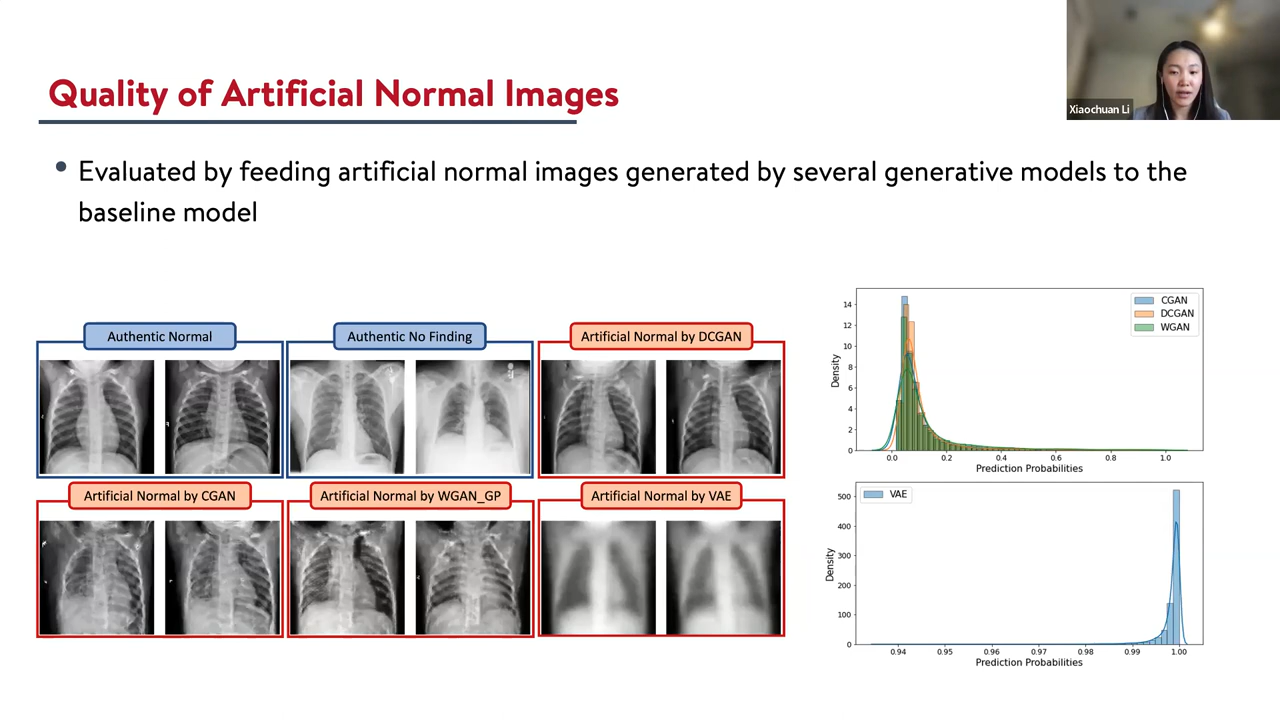 Xiaochuan Li
Quality of Artificial Normal Images
• Evaluated by feeding artificial normal images generated by several generative models to the
baseline model
Authentic Normal
Authentic No Finding
Artificial Normal by DCGAN
Artificial Normal by CGAN
Artificial Normal by WGAN_GP
Artificial Normal by VAE
CGAN
DCGAN
WGAN
Density
14
12
10
8
6
4
2
0
0.0 0.2 0.4 0.6 0.8 1.0
Prediction Probabilities
VAE
Density
500
400
300
200
100
0
0.94 0.95 0.96 0.97 0.98 0.99 1.00
Prediction Probabilities